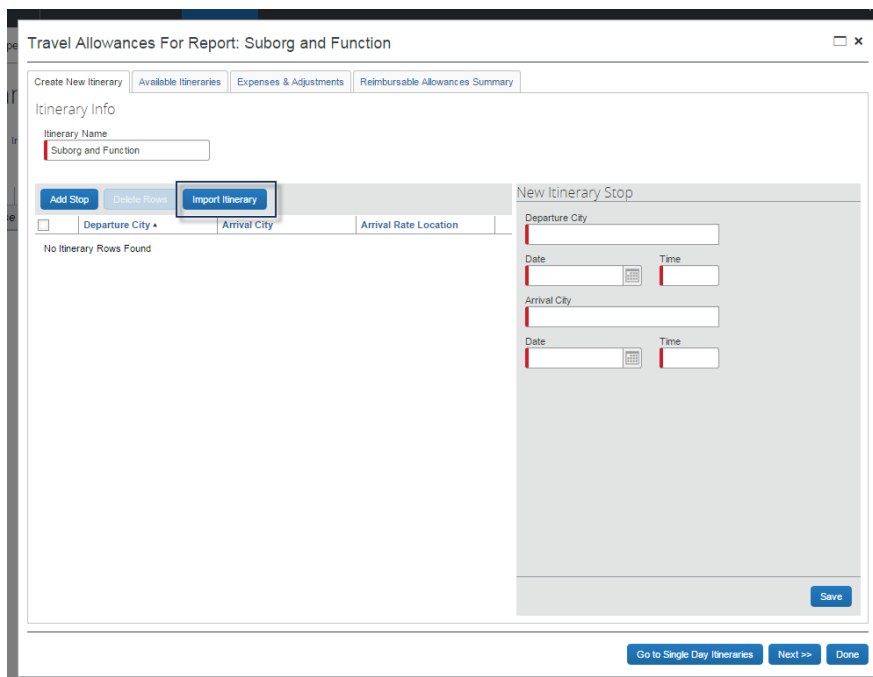 Travel Allowances For Report: Suborg and Function
Create New Itinerary Available Itineraries Expenses & Adjustments Reimbursable Allowances Summary
Itinerary Info
Itinerary Name
Suborg and Function
Add Stop Delete Rows Import Itinerary
Departure City Arrival City Arrival Rate Location
No Itinerary Rows Found
New Itinerary Stop
Departure City
Date Time
Arrival City
Date Time
Save
Go to Single Day Itineraries Next >> Done